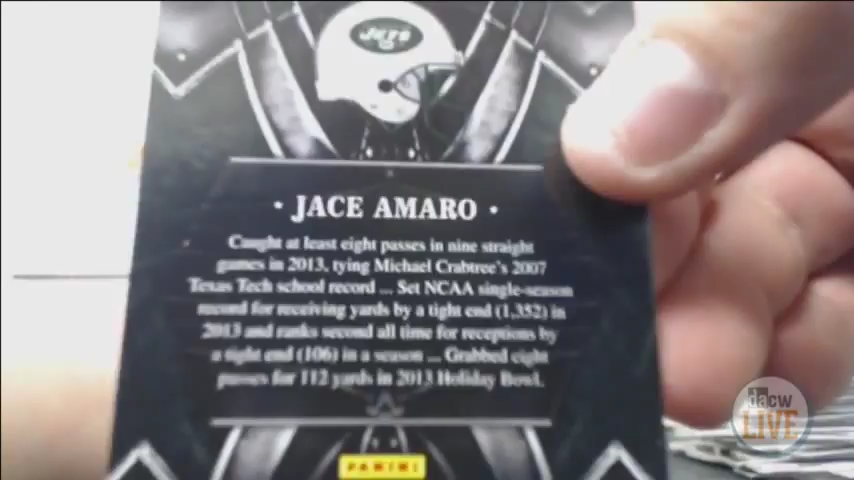 JETS
· JACE AMARO ·
Caught at least eight passes in nine straight
games in 2013, tying Michael Crabtree's 2007
Texas Tech school record ... Set NCAA single-season
record for receiving yards by a tight end (1,352) in
2013 and ranks second all time for receptions by
a tight end (106) in a season ... Grabbed eight
passes for 112 yards in 2013 Holiday Bowl.
PANINI
dacw
LIVE